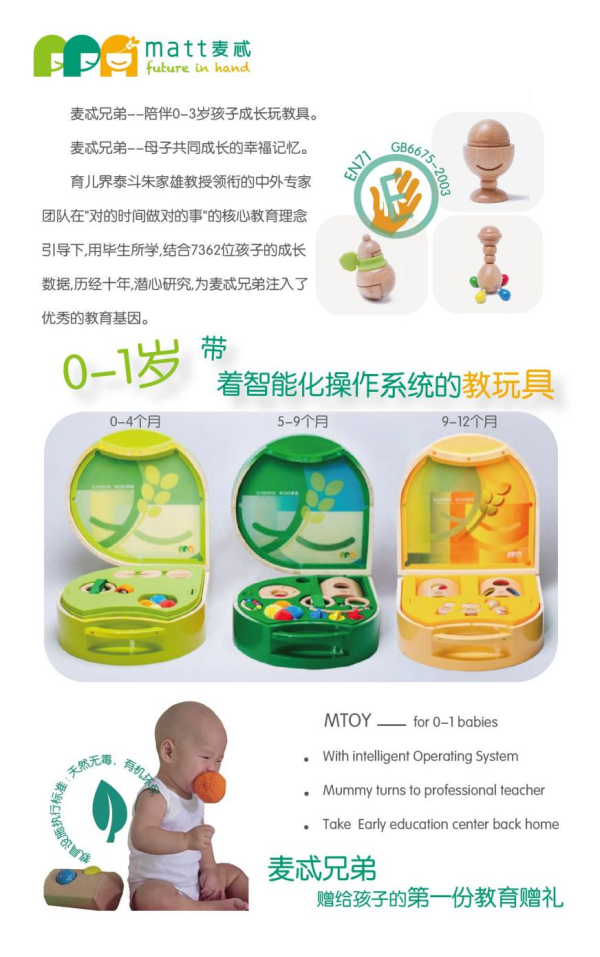 matt麦忒
future in hand
麦忒兄弟--陪伴0-3岁孩子成长玩教具。
麦忒兄弟--母子共同成长的幸福记忆。
育儿界泰斗朱家雄教授领衔的中外专家
团队在"对的时间做对的事"的核心教育理念
引导下,用毕生所学,结合7362位孩子的成长
数据,历经十年,潜心研究,为麦忒兄弟注入了
优秀的教育基因。
EN71
GB6675-2003
E
0-1岁 带
着智能化操作系统的教玩具
0-4个月
5-9个月
9-12个月
MTOY —— for 0-1 babies
With intelligent Operating System
Mummy turns to professional teacher
Take Early education center back home
教具设施执行标准:天然无毒,有机环
麦忒兄弟
赠给孩子的第一份教育赠礼